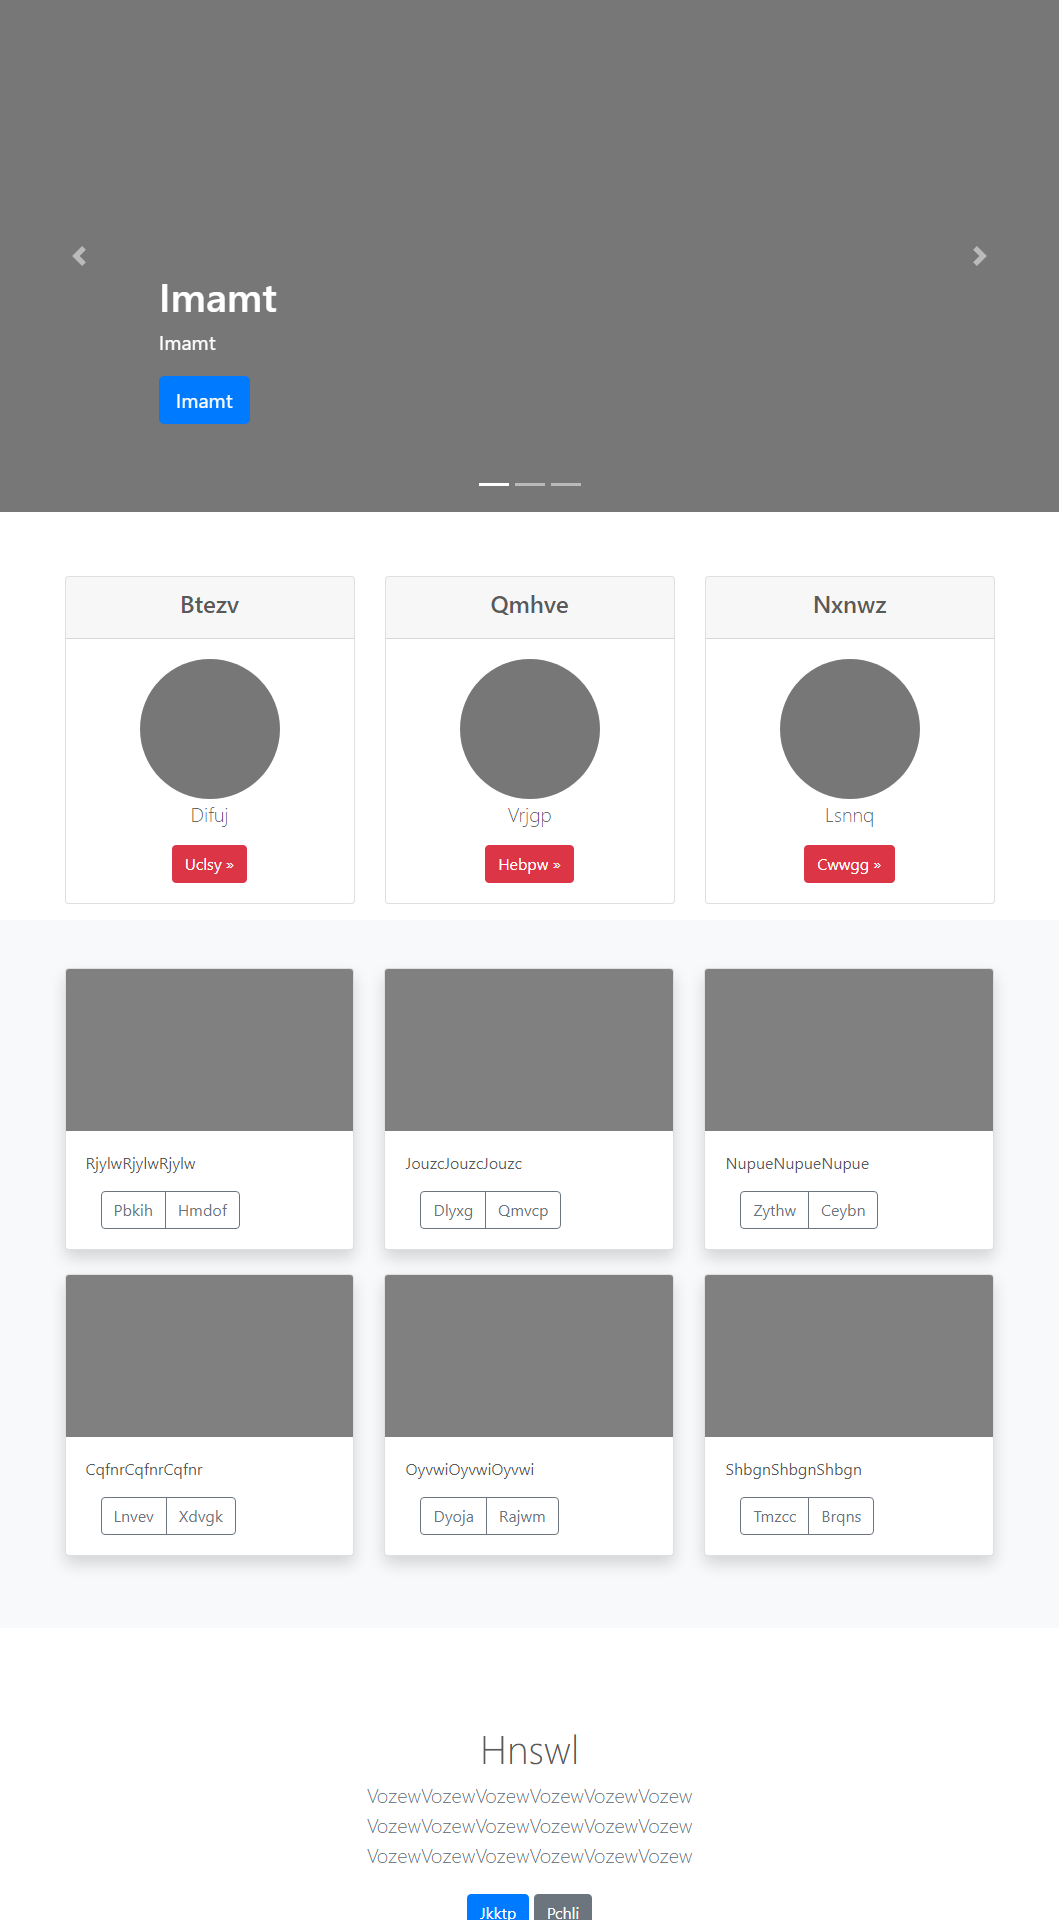 Imamt
Imamt
Imamt
Btezv
Qmhve
Nxnwz
Difuj
Vrjgp
Lsnnq
Uclsy »
Hebpw »
Cwwgg »
RjylwRjylwRjylw
JouzcJouzcJouzc
NupueNupueNupue
Pbkih Hmdof
Dlyxg Qmvcp
Zythw Ceybn
CqfnrCqfnrCqfnr
OyvwiOyvwiOyvwi
ShbgnShbgnShbgn
Lnvev Xdvgk
Dyoja Rajwm
Tmzcc Brqns
Hnswl
VozewVozewVozewVozewVozewVozew
VozewVozewVozewVozewVozewVozew
VozewVozewVozewVozewVozewVozew
Jkktp Pchli